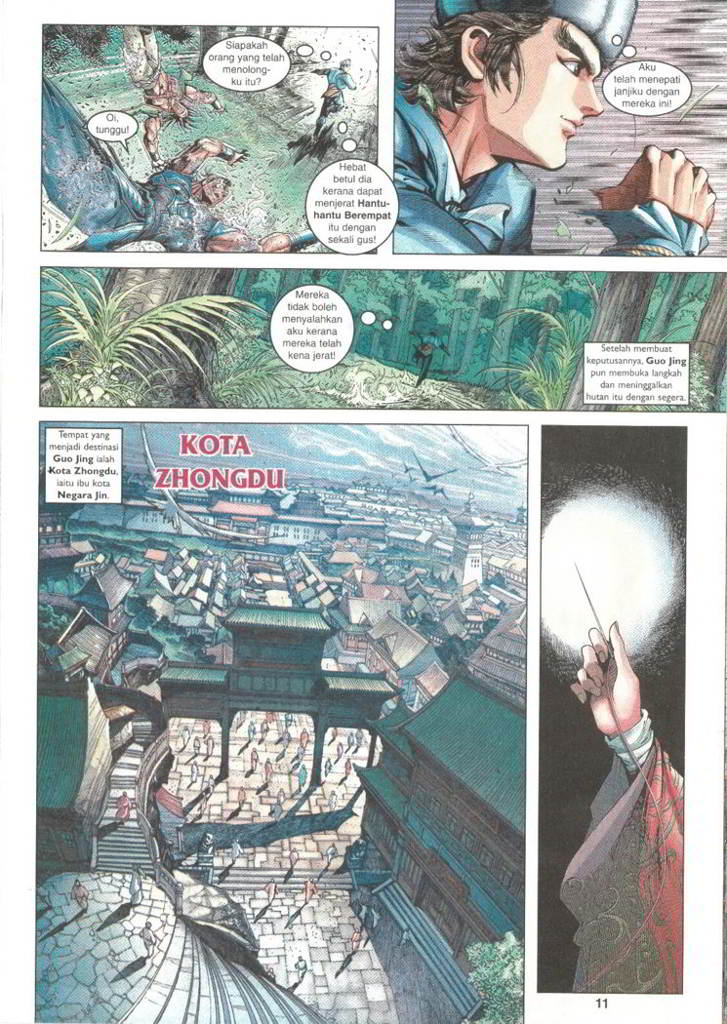 Siapakah
orang yang telah
menolong-
ku itu?
Oi,
tunggu!
Hebat
betul dia
kerana dapat
menjerat Hantu-
hantu Berempat
itu dengan
sekali gus!
Aku
telah menepati
janjiku dengan
mereka ini!
Mereka
tidak boleh
menyalahkan
aku kerana
mereka telah
kena jerat!
Setelah membuat
keputusannya, Guo Jing
pun membuka langkah
dan meninggalkan
hutan itu dengan segera.
Tempat yang
menjadi destinasi
Guo Jing ialah
Kota Zhongdu,
iaitu ibu kota
Negara Jin.
KOTA
ZHONGDU
11